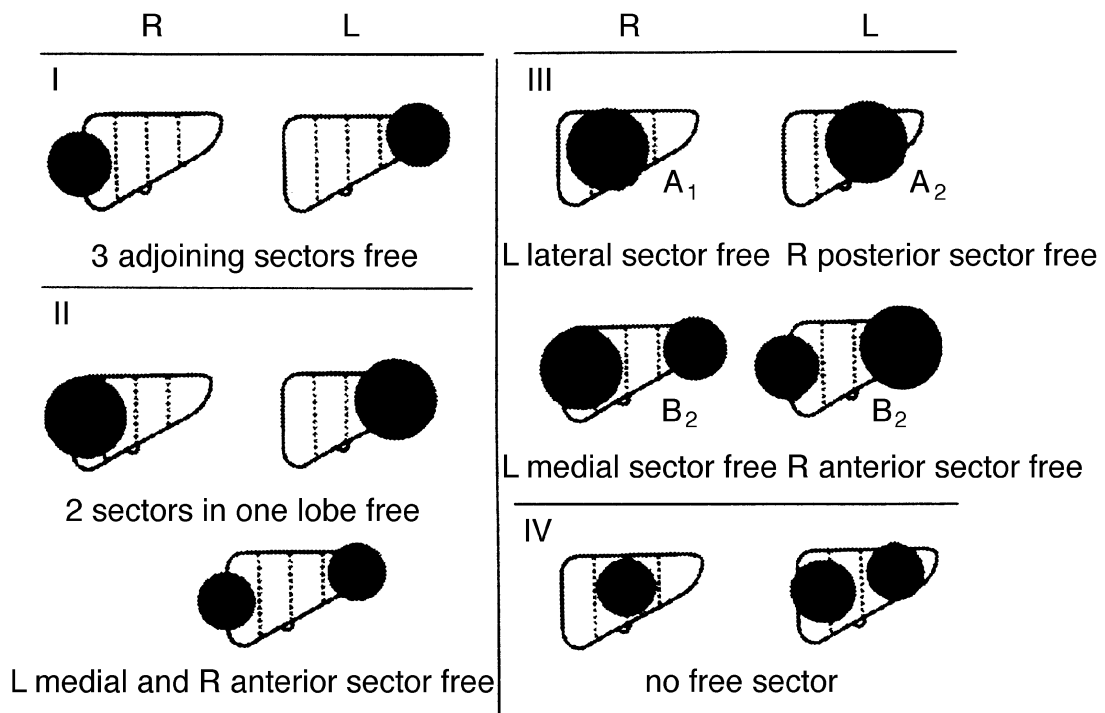 R L
I
3 adjoining sectors free
II
2 sectors in one lobe free
L medial and R anterior sector free
R L
III
A1 A2
L lateral sector free R posterior sector free
B2 B2
L medial sector free R anterior sector free
IV
no free sector